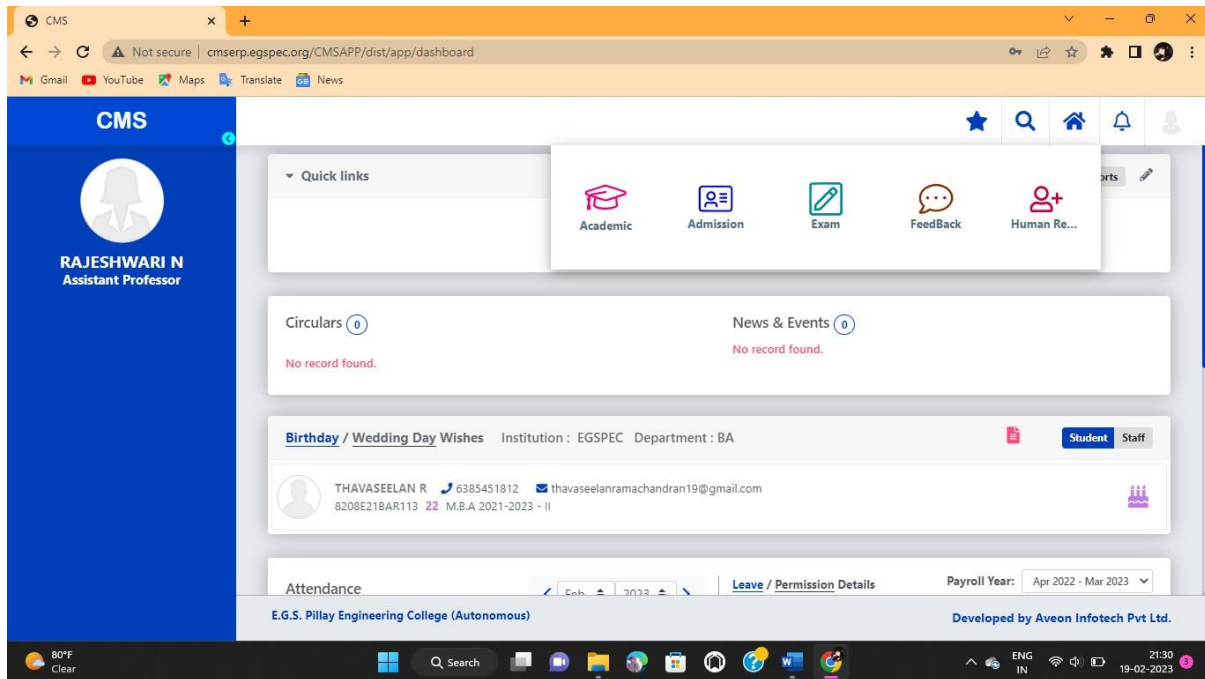 CMS
Not secure | cmserp.egspec.org/CMSAPP/dist/app/dashboard
Gmail YouTube Maps Translate News
CMS
RAJESHWARI N
Assistant Professor
Quick links
Academic Admission Exam FeedBack Human Re...
Circulars 0 News & Events 0
No record found. No record found.
Birthday / Wedding Day Wishes Institution : EGSPEC Department : BA Student Staff
THAVASEELAN R 6385451812 thavaseelanramachandran19@gmail.com
8208E21BAR113 22 M.B.A 2021-2023 - II
Attendance Feb 2023 Leave / Permission Details Payroll Year: Apr 2022 - Mar 2023
E.G.S. Pillay Engineering College (Autonomous) Developed by Aveon Infotech Pvt Ltd.
80°F
Clear
Search
ENG
IN
21:30
19-02-2023
3